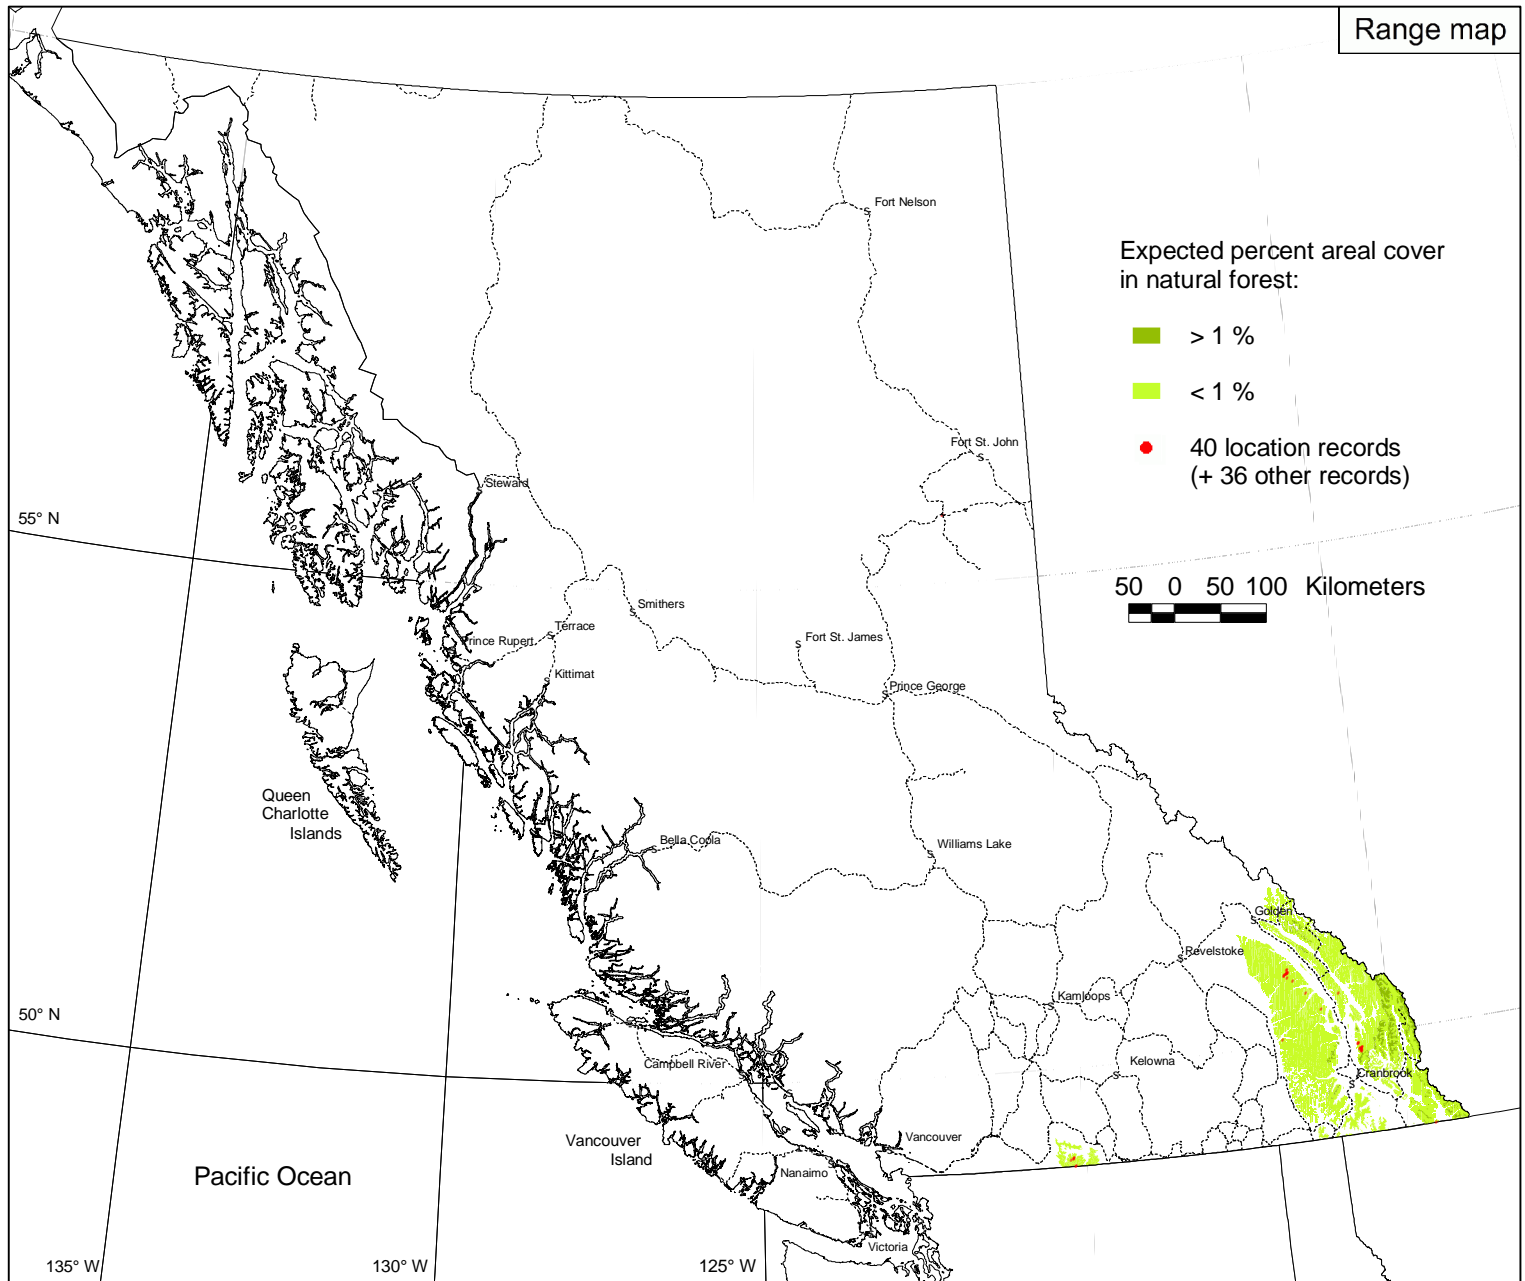 Range map
Fort Nelson
Expected percent areal cover
in natural forest:
> 1 %
< 1 %
40 location records
(+ 36 other records)
Fort St. John
Steward
55° N
50 0 50 100 Kilometers
Smithers
Terrace
Prince Rupert
Fort St. James
Kittimat
Prince George
Queen
Charlotte
Islands
Bella Coola
Williams Lake
Golden
Revelstoke
Kamloops
50° N
Campbell River
Kelowna
Cranbrook
Vancouver
Island
Vancouver
Nanaimo
Pacific Ocean
Victoria
135° W
130° W
125° W